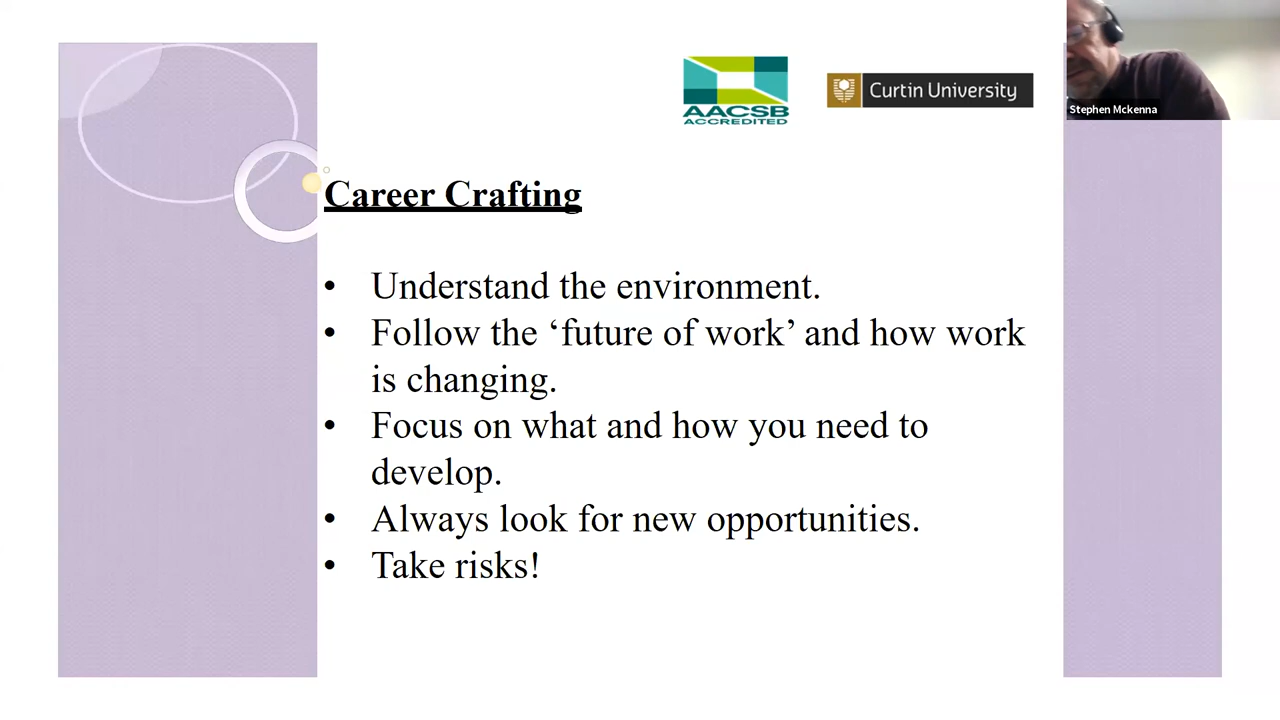 AACSB
ACCREDITED
Curtin University
Stephen Mckenna
Career Crafting
• Understand the environment.
• Follow the ‘future of work’ and how work
is changing.
• Focus on what and how you need to
develop.
• Always look for new opportunities.
• Take risks!